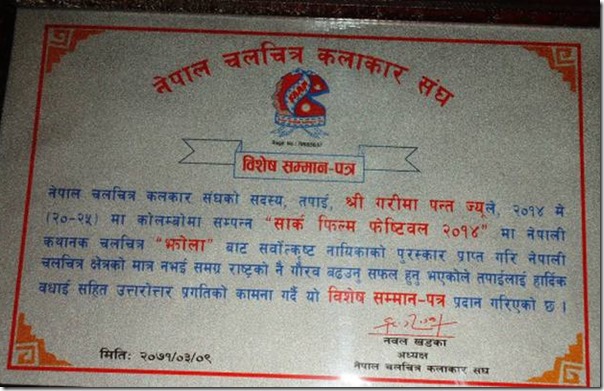 नेपाल चलचित्र कलाकार संघ
विशेष सम्मान-पत्र
नेपाल चलचित्र कलकार संघको सदस्य, तपाई, श्री गरीमा पन्त ज्यूले, २०१४ मे
(२०-२५) मा कोलम्बोमा सम्पन्न "सार्क फिल्म फेष्टिवल २०१४" मा नेपाली
कथानक चलचित्र "झोला" बाट सर्वोत्कृष्ट नायिकाको पुरस्कार प्राप्त गरि नेपाली
चलचित्र क्षेत्रको मात्र नभई समग्र राष्ट्रको नै गौरव बढाउनु सफल हुनु भएकोले तपाईलाई हार्दिक
वधाई सहित उत्तरोत्तर प्रगतिको कामना गर्दै यो विशेष सम्मान-पत्र प्रदान गरिएको छ ।
नवल खड्का
अध्यक्ष
नेपाल चलचित्र कलाकार संघ
मितिः २०७१/०३/०९